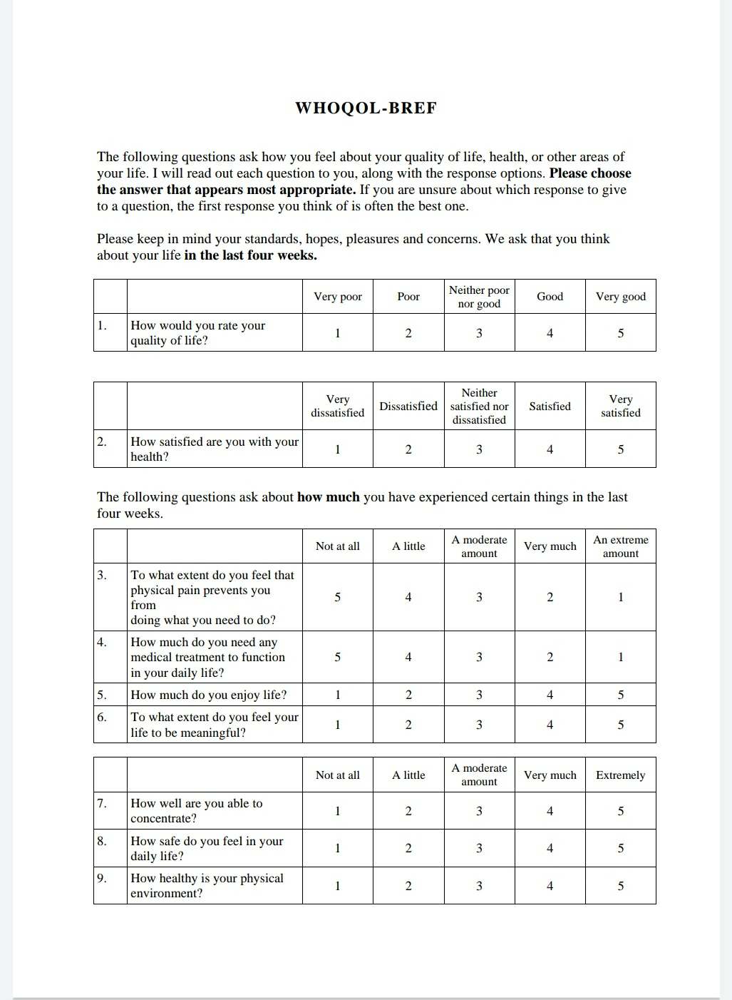 WHOQOL-BREF
The following questions ask how you feel about your quality of life, health, or other areas of
your life. I will read out each question to you, along with the response options. Please choose
the answer that appears most appropriate. If you are unsure about which response to give
to a question, the first response you think of is often the best one.
Please keep in mind your standards, hopes, pleasures and concerns. We ask that you think
about your life in the last four weeks.
Very poor Poor Neither poor nor good Good Very good
1. How would you rate your quality of life? 1 2 3 4 5
Very dissatisfied Dissatisfied Neither satisfied nor dissatisfied Satisfied Very satisfied
2. How satisfied are you with your health? 1 2 3 4 5
The following questions ask about how much you have experienced certain things in the last
four weeks.
Not at all A little A moderate amount Very much An extreme amount
3. To what extent do you feel that physical pain prevents you from doing what you need to do? 5 4 3 2 1
4. How much do you need any medical treatment to function in your daily life? 5 4 3 2 1
5. How much do you enjoy life? 1 2 3 4 5
6. To what extent do you feel your life to be meaningful? 1 2 3 4 5
Not at all A little A moderate amount Very much Extremely
7. How well are you able to concentrate? 1 2 3 4 5
8. How safe do you feel in your daily life? 1 2 3 4 5
9. How healthy is your physical environment? 1 2 3 4 5